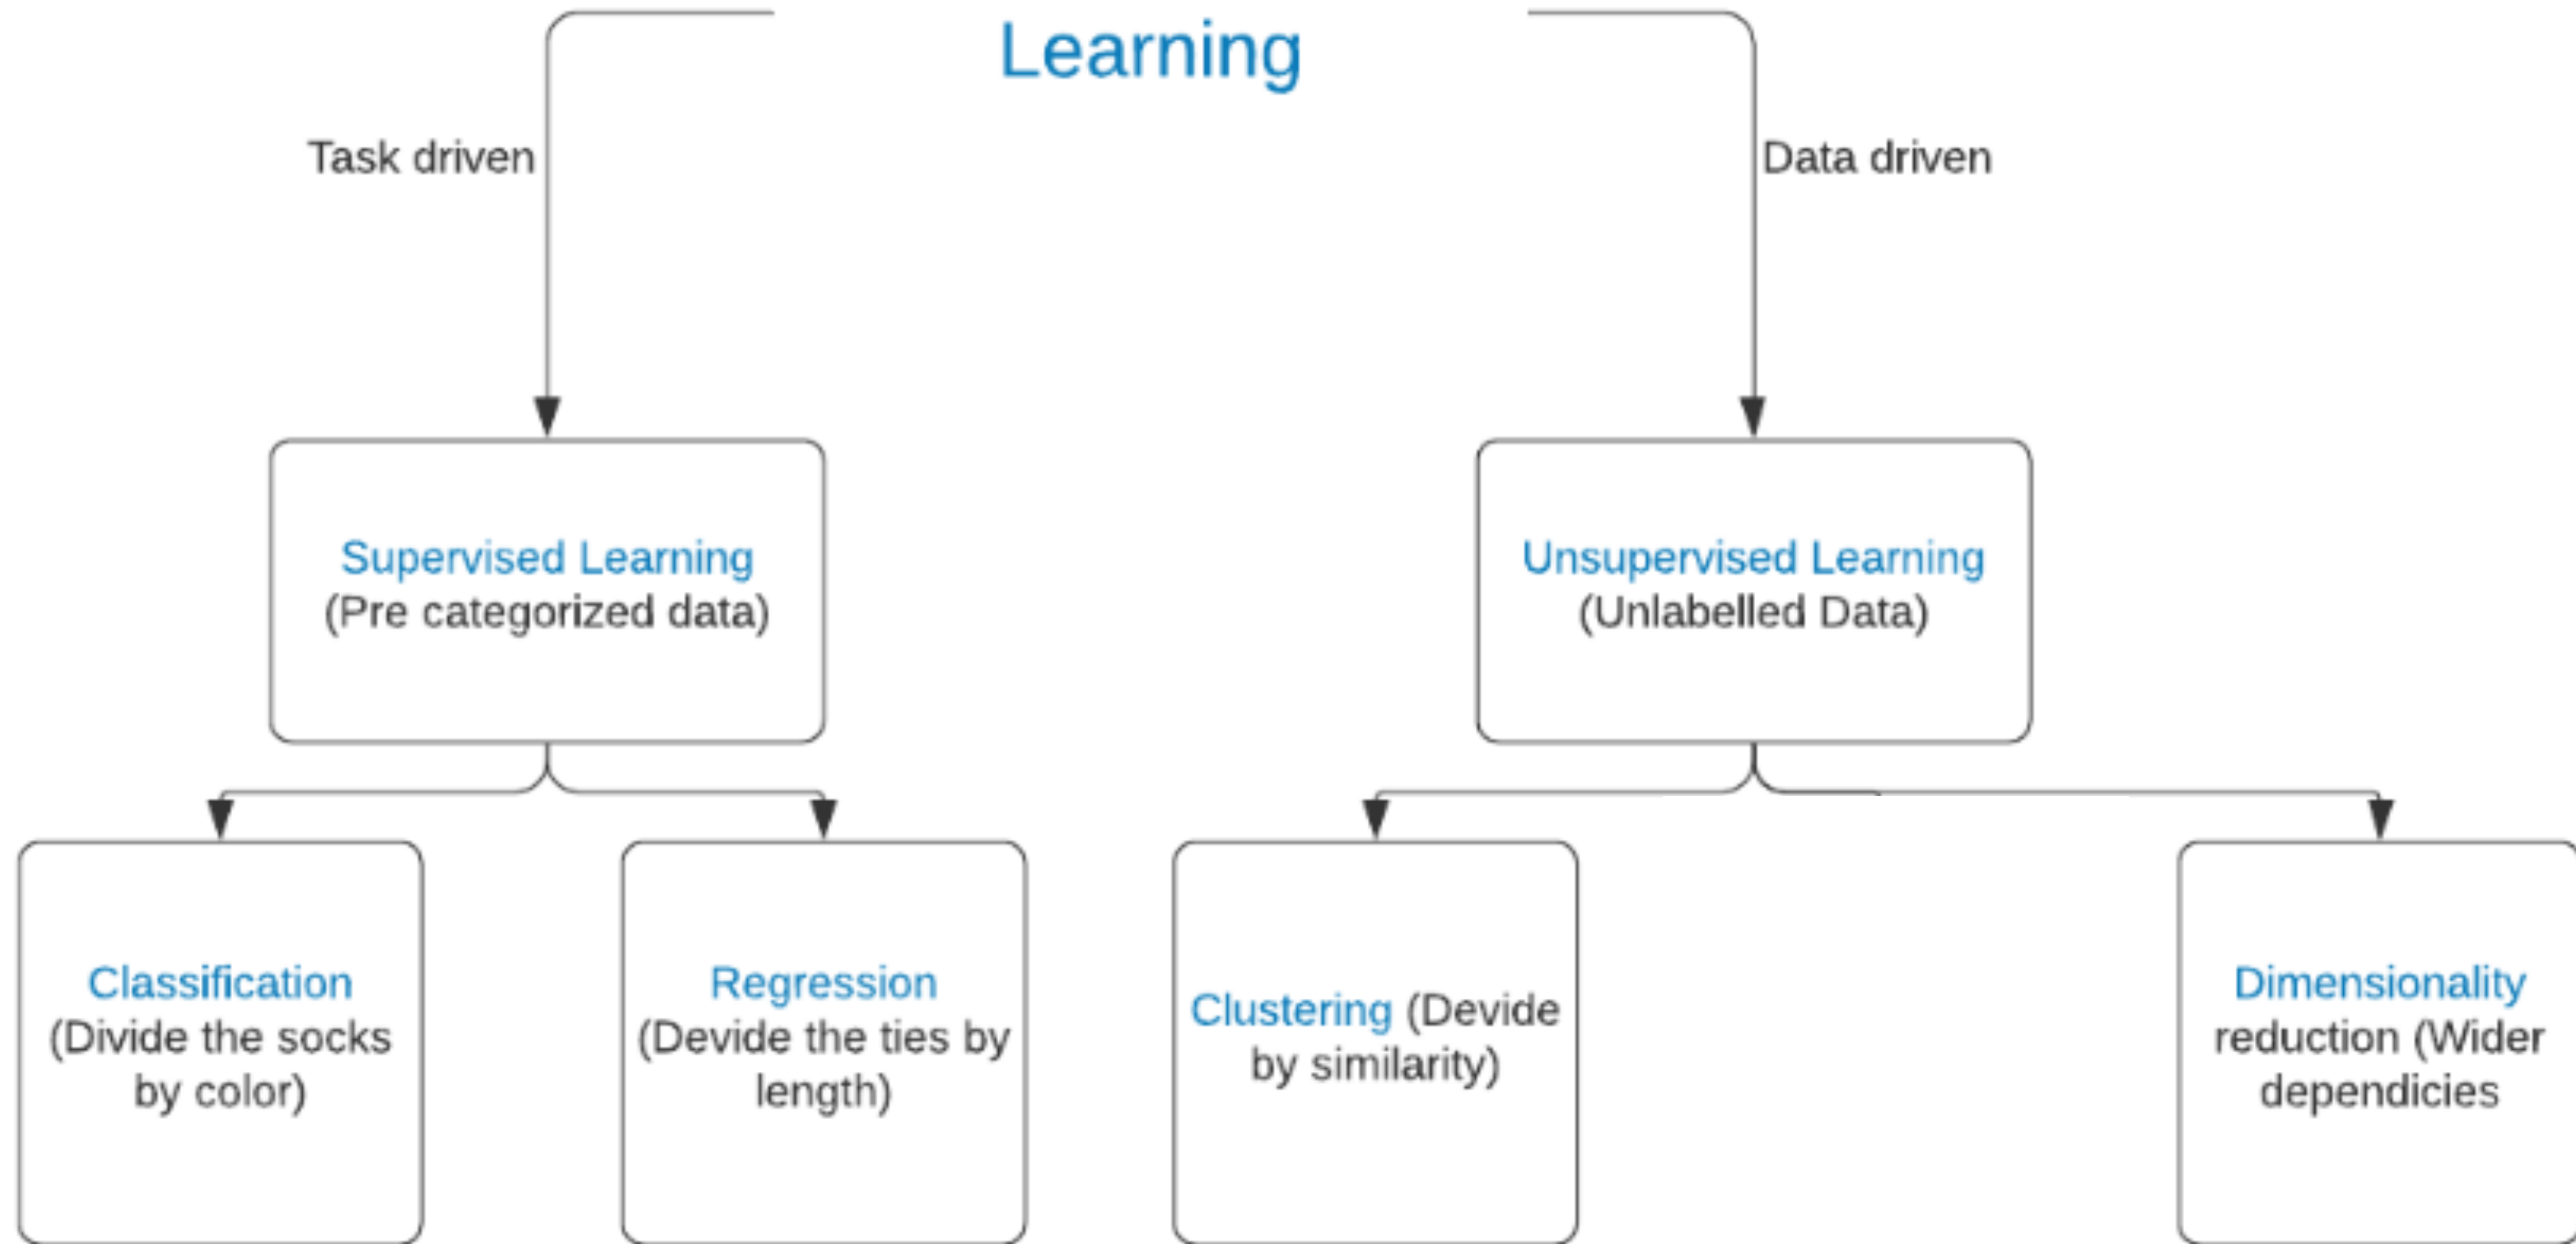 Learning
Task driven
Data driven
Supervised Learning
(Pre categorized data)
Unsupervised Learning
(Unlabelled Data)
Classification
(Divide the socks
by color)
Regression
(Devide the ties by
length)
Clustering (Devide
by similarity)
Dimensionality
reduction (Wider
dependicies